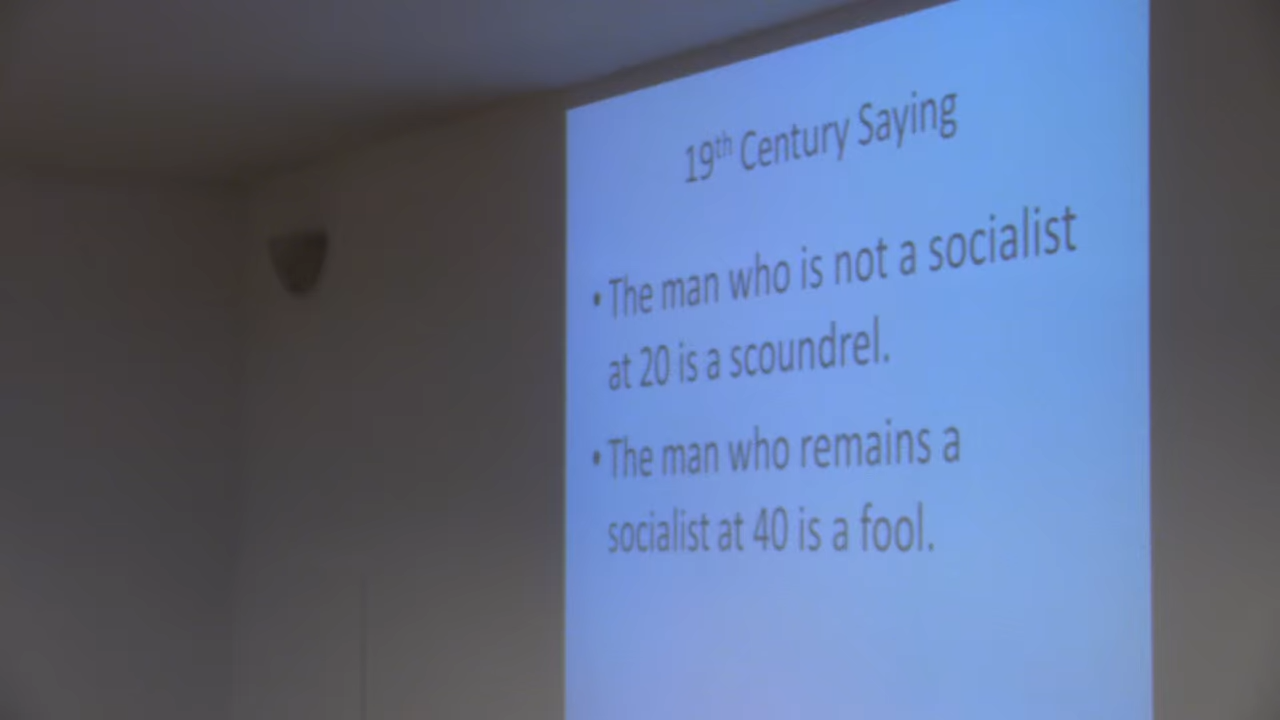 19th Century Saying
• The man who is not a socialist
at 20 is a scoundrel.
• The man who remains a
socialist at 40 is a fool.